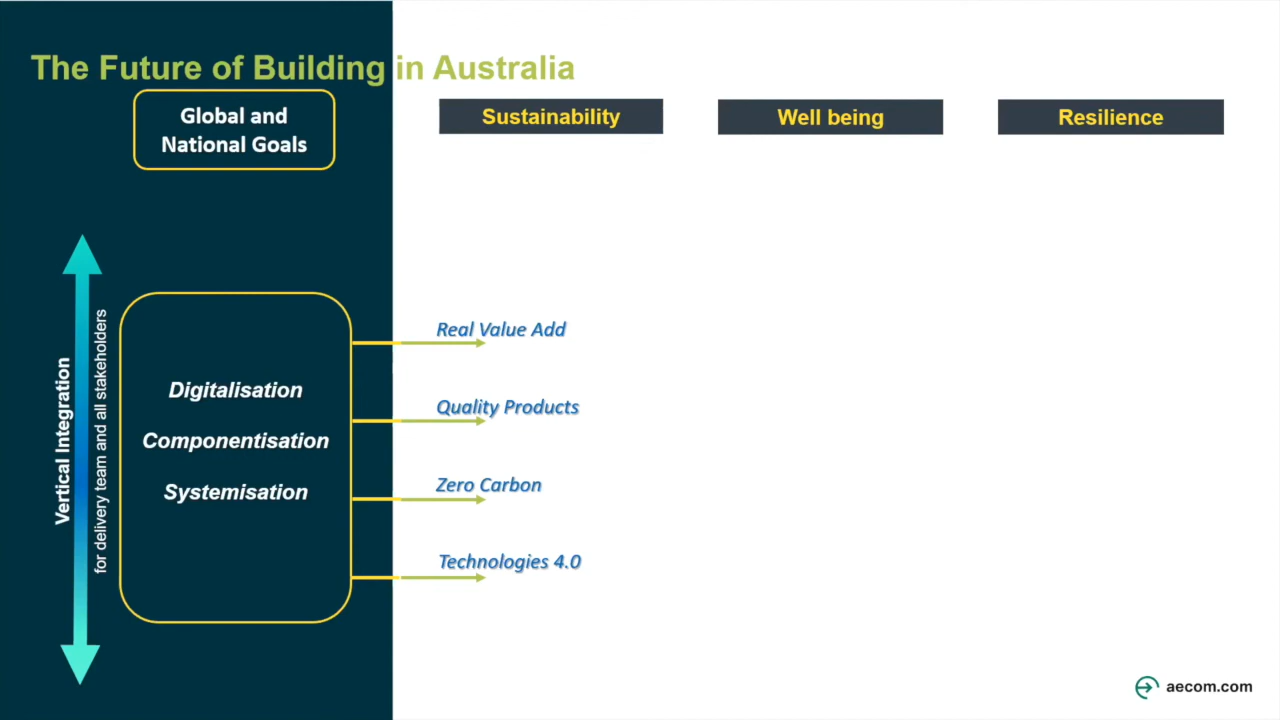 The Future of Building in Australia
Global and
National Goals
Sustainability
Well being
Resilience
Vertical Integration
for delivery team and all stakeholders
Digitalisation
Componentisation
Systemisation
Real Value Add
Quality Products
Zero Carbon
Technologies 4.0
aecom.com